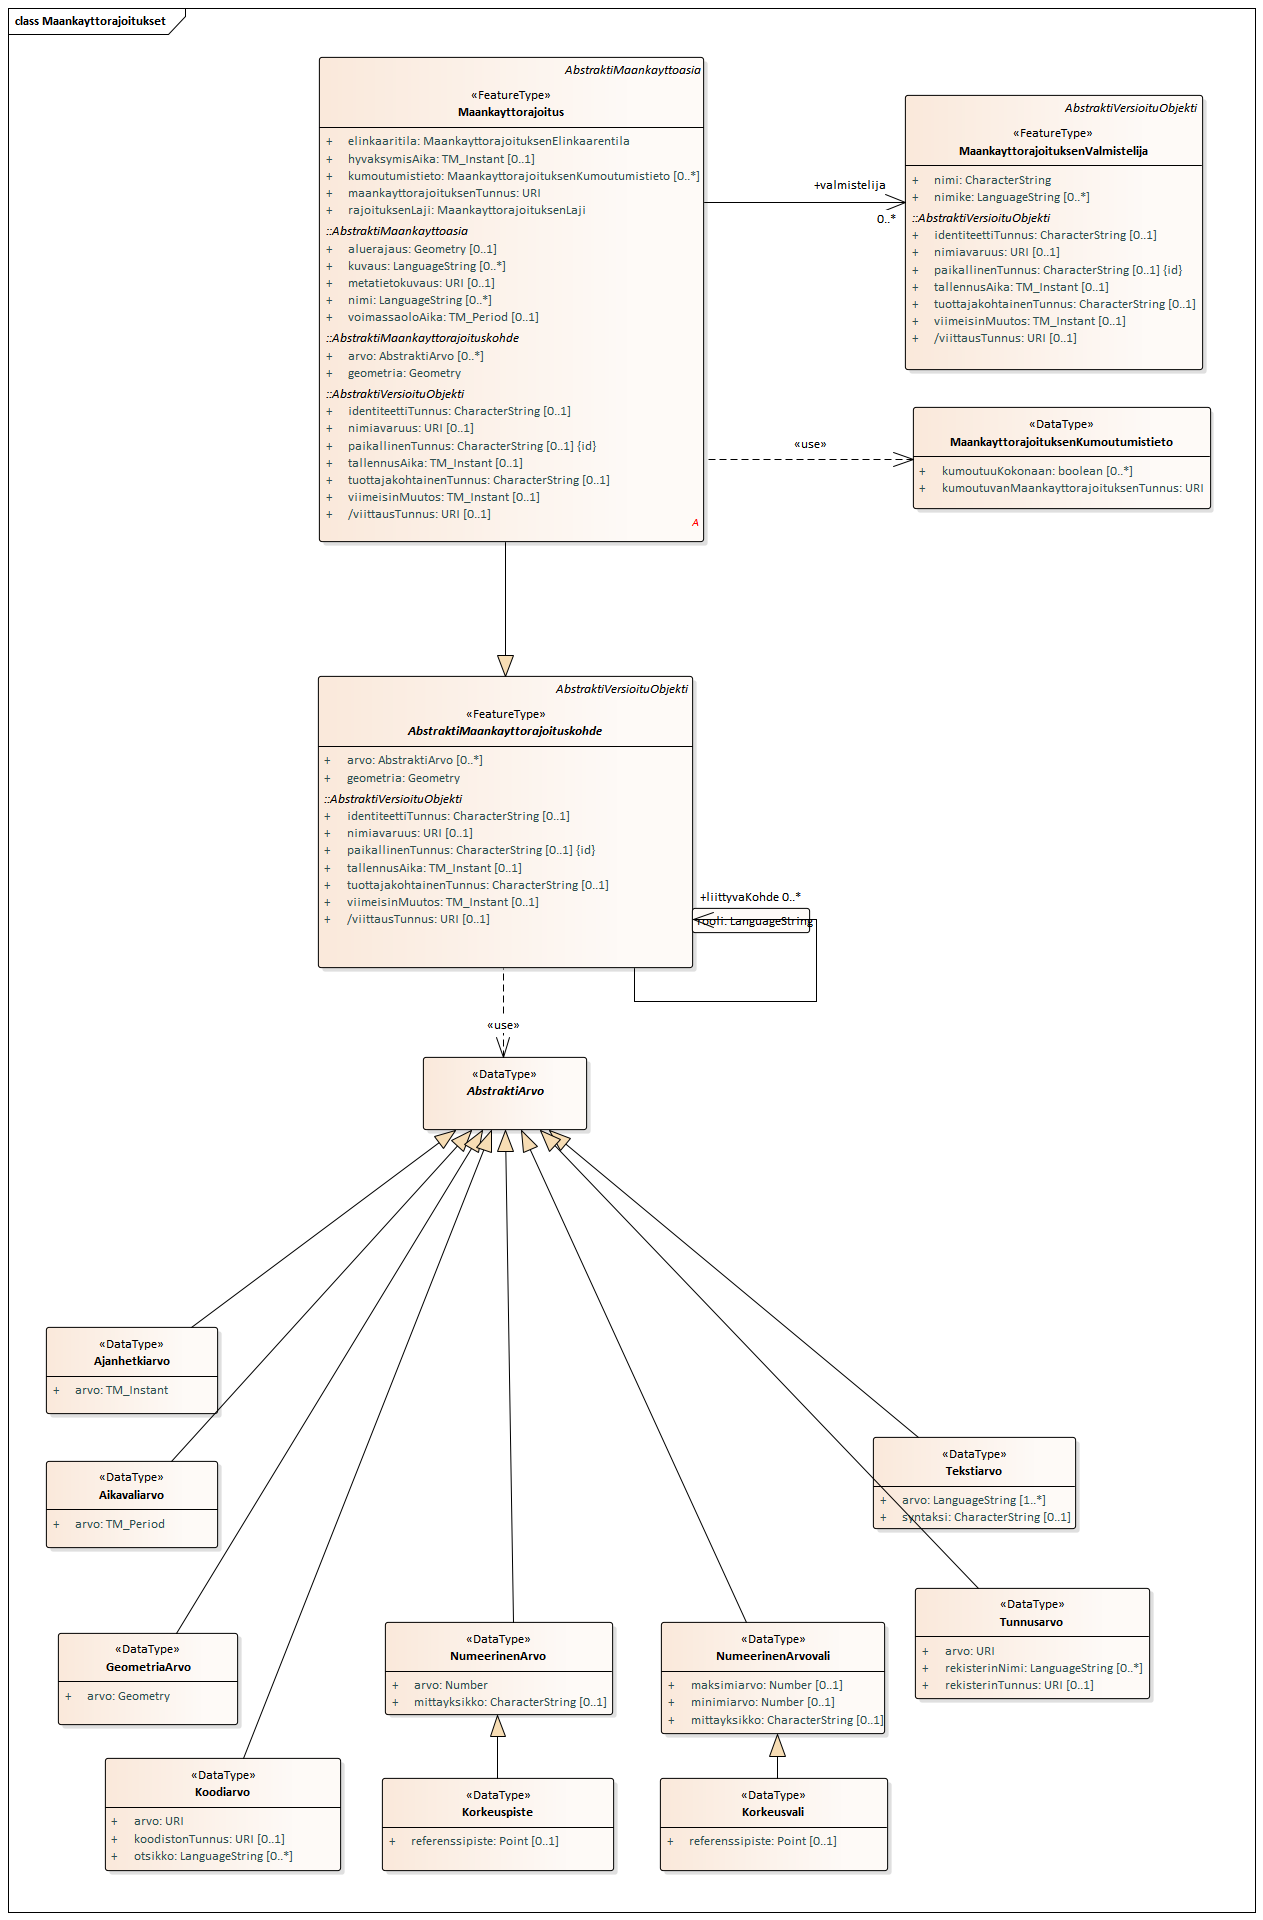 class Maankayttorajoitukset
AbstraktiMaankayttoasia
«FeatureType»
Maankayttorajoitus
+ elinkaaritila: MaankayttorajoituksenElinkaarentila
+ hyvaksymisAika: TM_Instant [0..1]
+ kumoutumistieto: MaankayttorajoituksenKumoutumistieto [0..*]
+ maankayttorajoituksenTunnus: URI
+ rajoituksenLaji: MaankayttorajoituksenLaji
::AbstraktiMaankayttoasia
+ aluerajaus: Geometry [0..1]
+ kuvaus: LanguageString [0..*]
+ metatietokuvaus: URI [0..1]
+ nimi: LanguageString [0..*]
+ voimassaoloAika: TM_Period [0..1]
::AbstraktiMaankayttorajoituskohde
+ arvo: AbstraktiArvo [0..*]
+ geometria: Geometry
::AbstraktiVersioituObjekti
+ identiteettiTunnus: CharacterString [0..1]
+ nimiavaruus: URI [0..1]
+ paikallinenTunnus: CharacterString [0..1] {id}
+ tallennusAika: TM_Instant [0..1]
+ tuottajakohtainenTunnus: CharacterString [0..1]
+ viimeisinMuutos: TM_Instant [0..1]
+ /viittausTunnus: URI [0..1]
A
+valmistelija
0..*
AbstraktiVersioituObjekti
«FeatureType»
MaankayttorajoituksenValmistelija
+ nimi: CharacterString
+ nimike: LanguageString [0..*]
::AbstraktiVersioituObjekti
+ identiteettiTunnus: CharacterString [0..1]
+ nimiavaruus: URI [0..1]
+ paikallinenTunnus: CharacterString [0..1] {id}
+ tallennusAika: TM_Instant [0..1]
+ tuottajakohtainenTunnus: CharacterString [0..1]
+ viimeisinMuutos: TM_Instant [0..1]
+ /viittausTunnus: URI [0..1]
«use»
«DataType»
MaankayttorajoituksenKumoutumistieto
+ kumoutuuKokonaan: boolean [0..*]
+ kumoutuvanMaankayttorajoituksenTunnus: URI
AbstraktiVersioituObjekti
«FeatureType»
AbstraktiMaankayttorajoituskohde
+ arvo: AbstraktiArvo [0..*]
+ geometria: Geometry
::AbstraktiVersioituObjekti
+ identiteettiTunnus: CharacterString [0..1]
+ nimiavaruus: URI [0..1]
+ paikallinenTunnus: CharacterString [0..1] {id}
+ tallennusAika: TM_Instant [0..1]
+ tuottajakohtainenTunnus: CharacterString [0..1]
+ viimeisinMuutos: TM_Instant [0..1]
+ /viittausTunnus: URI [0..1]
+liittyvaKohde 0..*
rooli: LanguageString
«use»
«DataType»
AbstraktiArvo
«DataType»
Ajanhetkiarvo
+ arvo: TM_Instant
«DataType»
Aikavaliarvo
+ arvo: TM_Period
«DataType»
Tekstiarvo
+ arvo: LanguageString [1..*]
+ syntaksi: CharacterString [0..1]
«DataType»
Tunnusarvo
+ arvo: URI
+ rekisterinNimi: LanguageString [0..*]
+ rekisterinTunnus: URI [0..1]
«DataType»
GeometriaArvo
+ arvo: Geometry
«DataType»
NumeerinenArvo
+ arvo: Number
+ mittayksikko: CharacterString [0..1]
«DataType»
NumeerinenArvovali
+ maksimiarvo: Number [0..1]
+ minimiarvo: Number [0..1]
+ mittayksikko: CharacterString [0..1]
«DataType»
Koodiarvo
+ arvo: URI
+ koodistonTunnus: URI [0..1]
+ otsikko: LanguageString [0..*]
«DataType»
Korkeuspiste
+ referenssipiste: Point [0..1]
«DataType»
Korkeusvali
+ referenssipiste: Point [0..1]